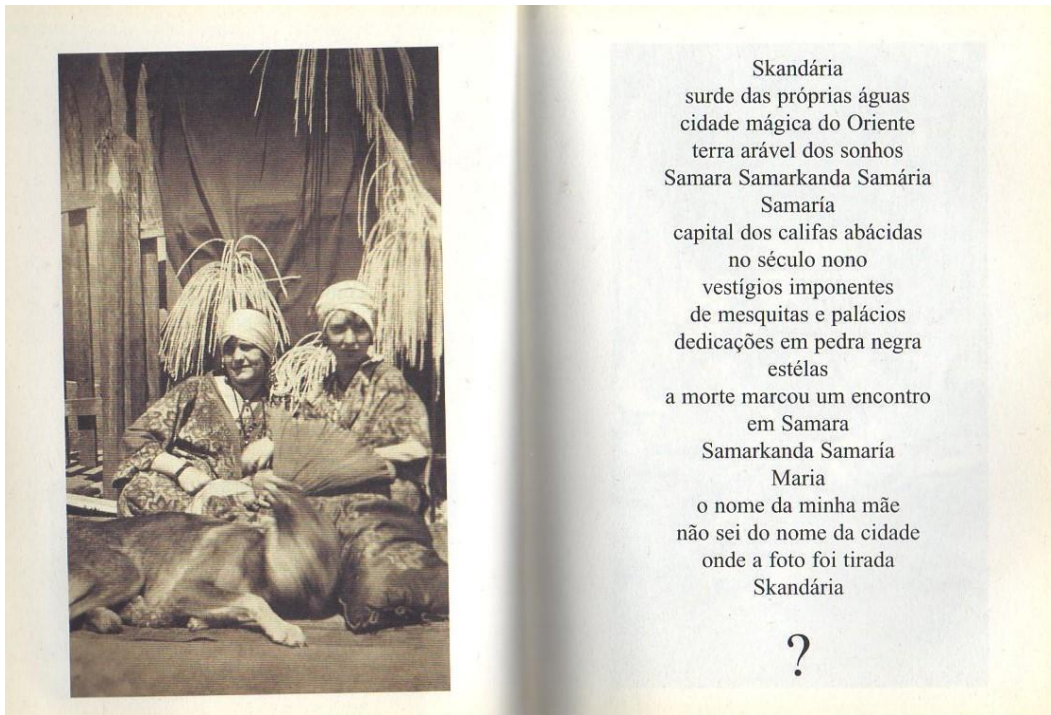 Skandária
surde das próprias águas
cidade mágica do Oriente
terra arável dos sonhos
Samara Samarkanda Samária
Samaría
capital dos califas abácidas
no século nono
vestígios imponentes
de mesquitas e palácios
dedicações em pedra negra
estélas
a morte marcou um encontro
em Samara
Samarkanda Samaría
Maria
o nome da minha mãe
não sei do nome da cidade
onde a foto foi tirada
Skandária
?